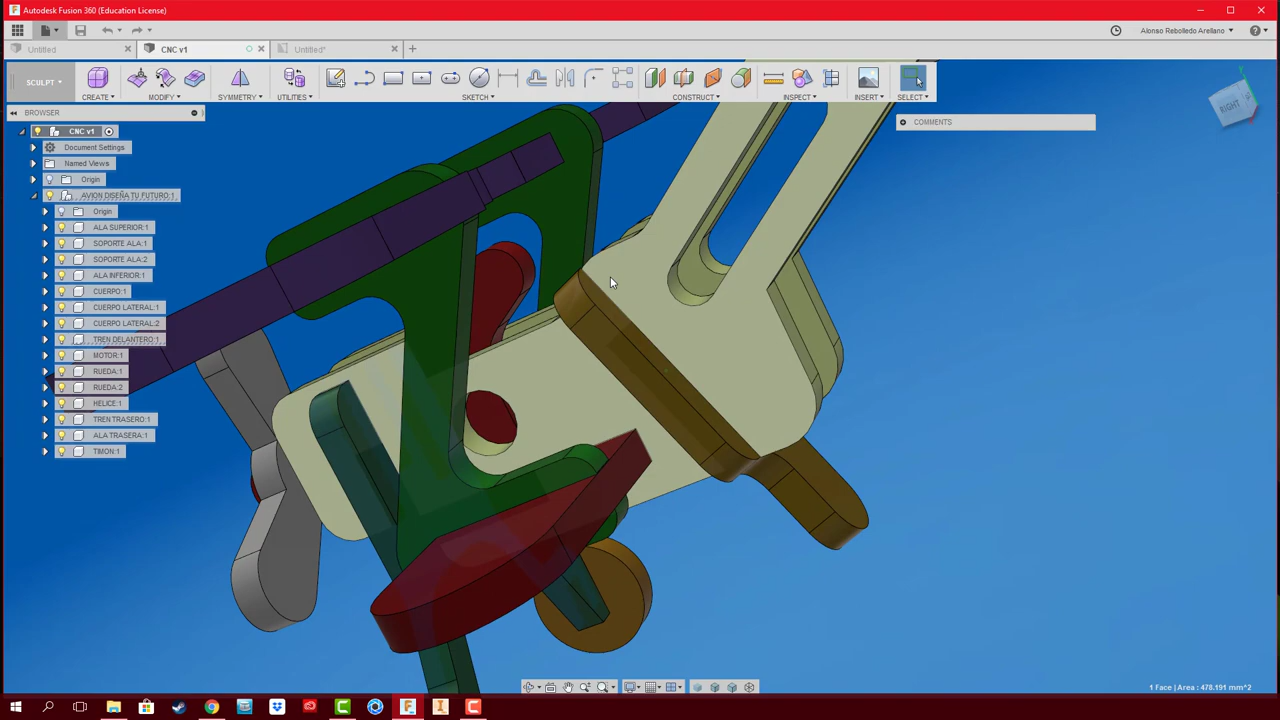 Autodesk Fusion 360 (Education License)
Alonso Rebolledo Arellano
Untitled
CNC v1
Untitled*
SCULPT
CREATE
MODIFY
SYMMETRY
UTILITIES
SKETCH
CONSTRUCT
INSPECT
INSERT
SELECT
BROWSER
COMMENTS
RIGHT
CNC v1
Document Settings
Named Views
Origin
AVION DISEÑA TU FUTURO:1
Origin
ALA SUPERIOR:1
SOPORTE ALA:1
SOPORTE ALA:2
ALA INFERIOR:1
CUERPO:1
CUERPO LATERAL:1
CUERPO LATERAL:2
TREN DELANTERO:1
MOTOR:1
RUEDA:1
RUEDA:2
HELICE:1
TREN TRASERO:1
ALA TRASERA:1
TIMON:1
1 Face | Area : 478.191 mm^2